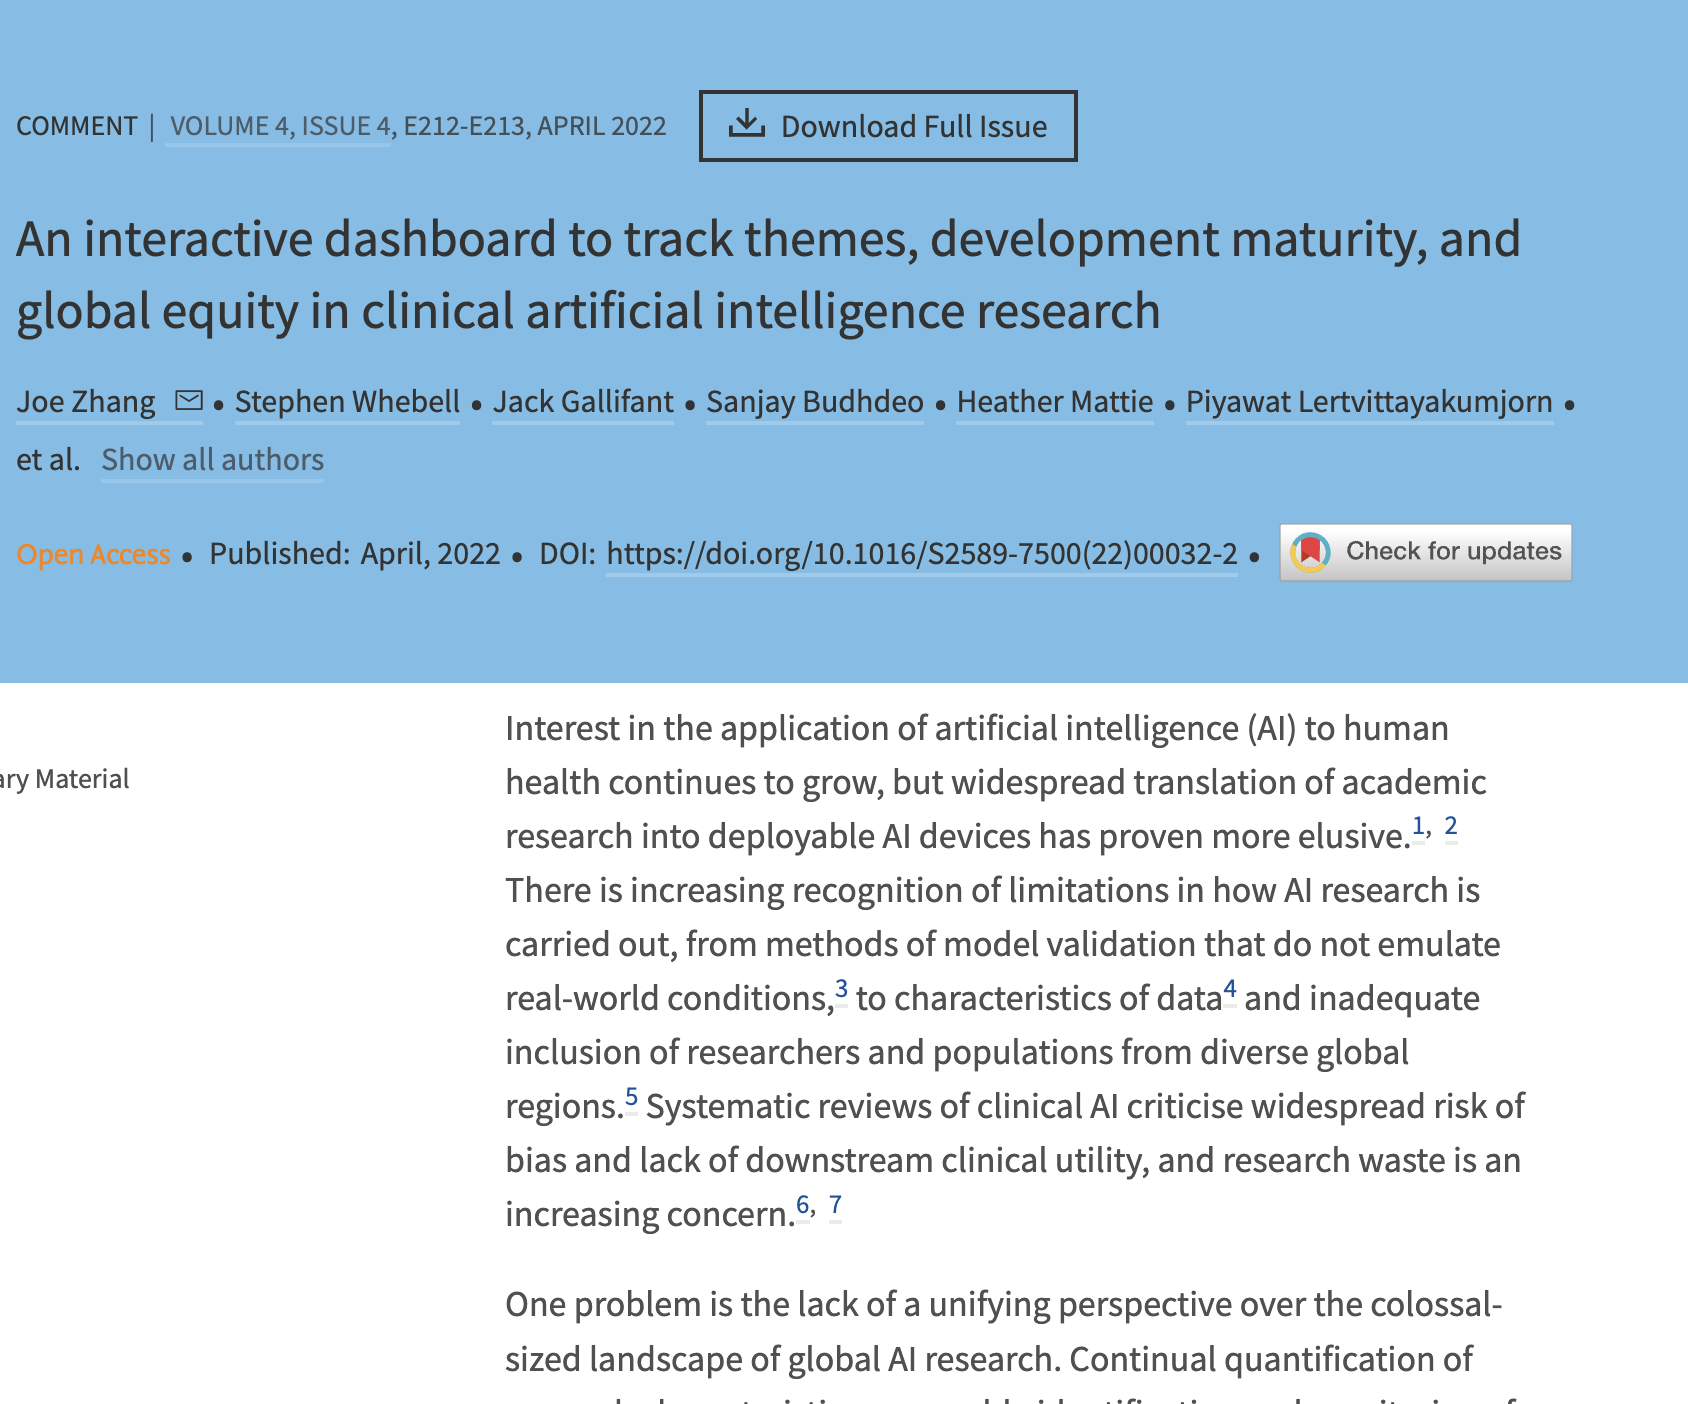 COMMENT | VOLUME 4, ISSUE 4, E212-E213, APRIL 2022 Download Full Issue
An interactive dashboard to track themes, development maturity, and
global equity in clinical artificial intelligence research
Joe Zhang • Stephen Whebell • Jack Gallifant • Sanjay Budhdeo • Heather Mattie • Piyawat Lertvittayakumjorn •
et al. Show all authors
Open Access • Published: April, 2022 • DOI: https://doi.org/10.1016/S2589-7500(22)00032-2 • Check for updates
Interest in the application of artificial intelligence (AI) to human
ary Material
health continues to grow, but widespread translation of academic
research into deployable AI devices has proven more elusive.1, 2
There is increasing recognition of limitations in how AI research is
carried out, from methods of model validation that do not emulate
real-world conditions,3 to characteristics of data4 and inadequate
inclusion of researchers and populations from diverse global
regions.5 Systematic reviews of clinical AI criticise widespread risk of
bias and lack of downstream clinical utility, and research waste is an
increasing concern.6, 7
One problem is the lack of a unifying perspective over the colossal-
sized landscape of global AI research. Continual quantification of